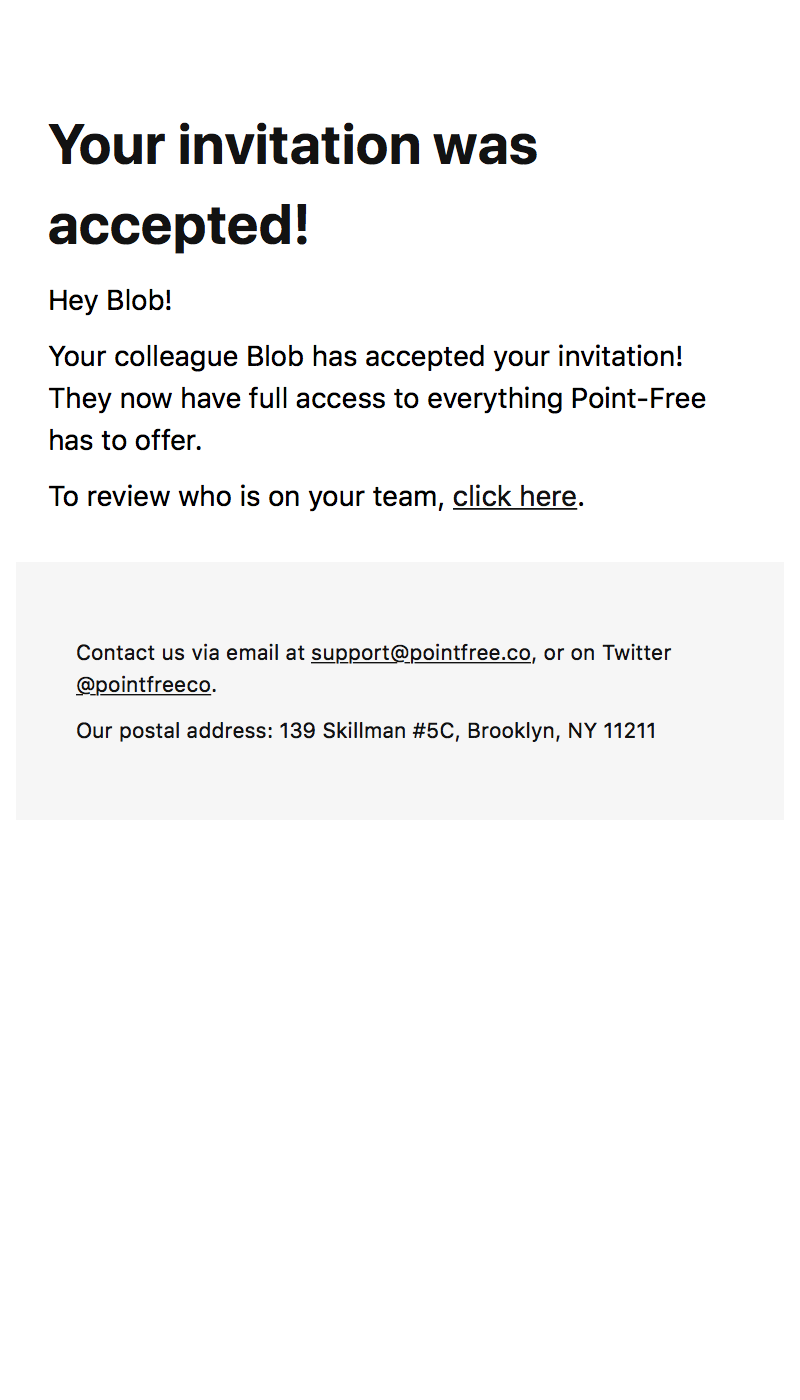 Your invitation was
accepted!
Hey Blob!
Your colleague Blob has accepted your invitation!
They now have full access to everything Point-Free
has to offer.
To review who is on your team, click here.
Contact us via email at support@pointfree.co, or on Twitter
@pointfreeco.
Our postal address: 139 Skillman #5C, Brooklyn, NY 11211